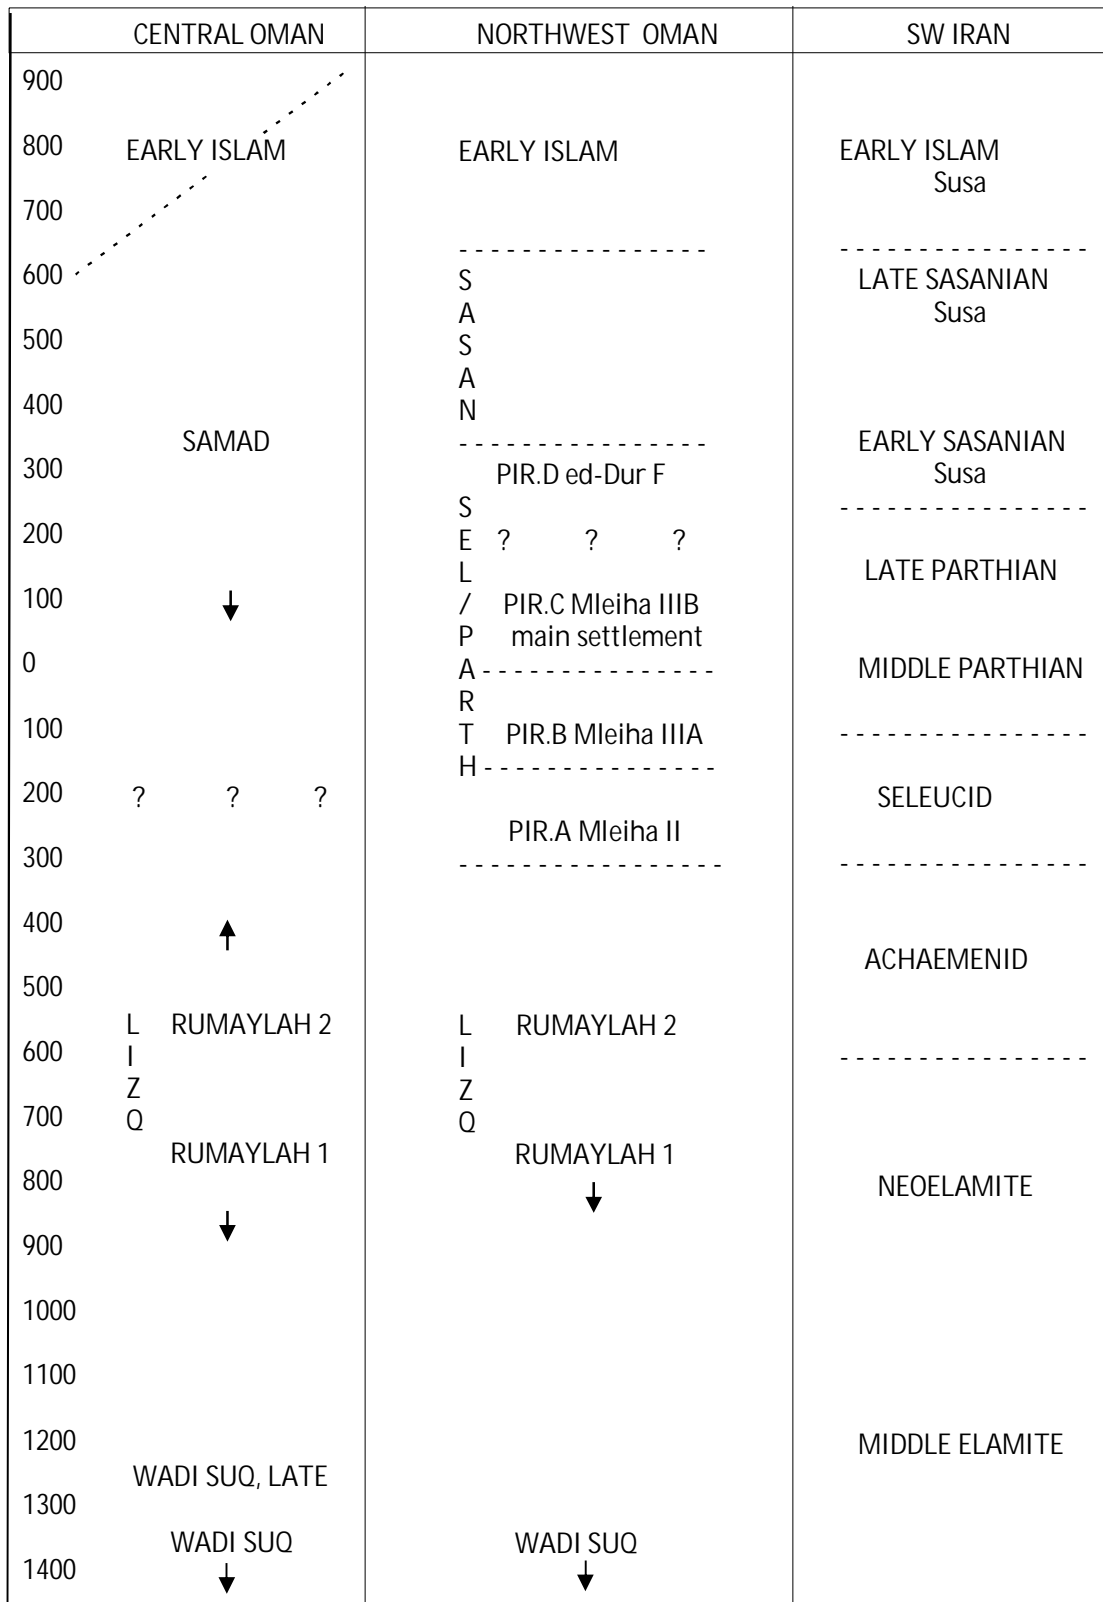 CENTRAL OMAN NORTHWEST OMAN SW IRAN
900
800 EARLY ISLAM EARLY ISLAM EARLY ISLAM
Susa
700
600 S LATE SASANIAN
A Susa
500 S
A
400 N
SAMAD EARLY SASANIAN
300 PIR.D ed-Dur F Susa
S
200 E ? ? ?
L LATE PARTHIAN
100 / PIR.C Mleiha IIIB
P main settlement
0 A MIDDLE PARTHIAN
R
100 T PIR.B Mleiha IIIA
H
200 ? ? ? SELEUCID
PIR.A Mleiha II
300
400
ACHAEMENID
500
L RUMAYLAH 2 L RUMAYLAH 2
600 I I
Z Z
700 Q Q
RUMAYLAH 1 RUMAYLAH 1
800 NEOELAMITE
900
1000
1100
1200 MIDDLE ELAMITE
WADI SUQ, LATE
1300
WADI SUQ WADI SUQ
1400